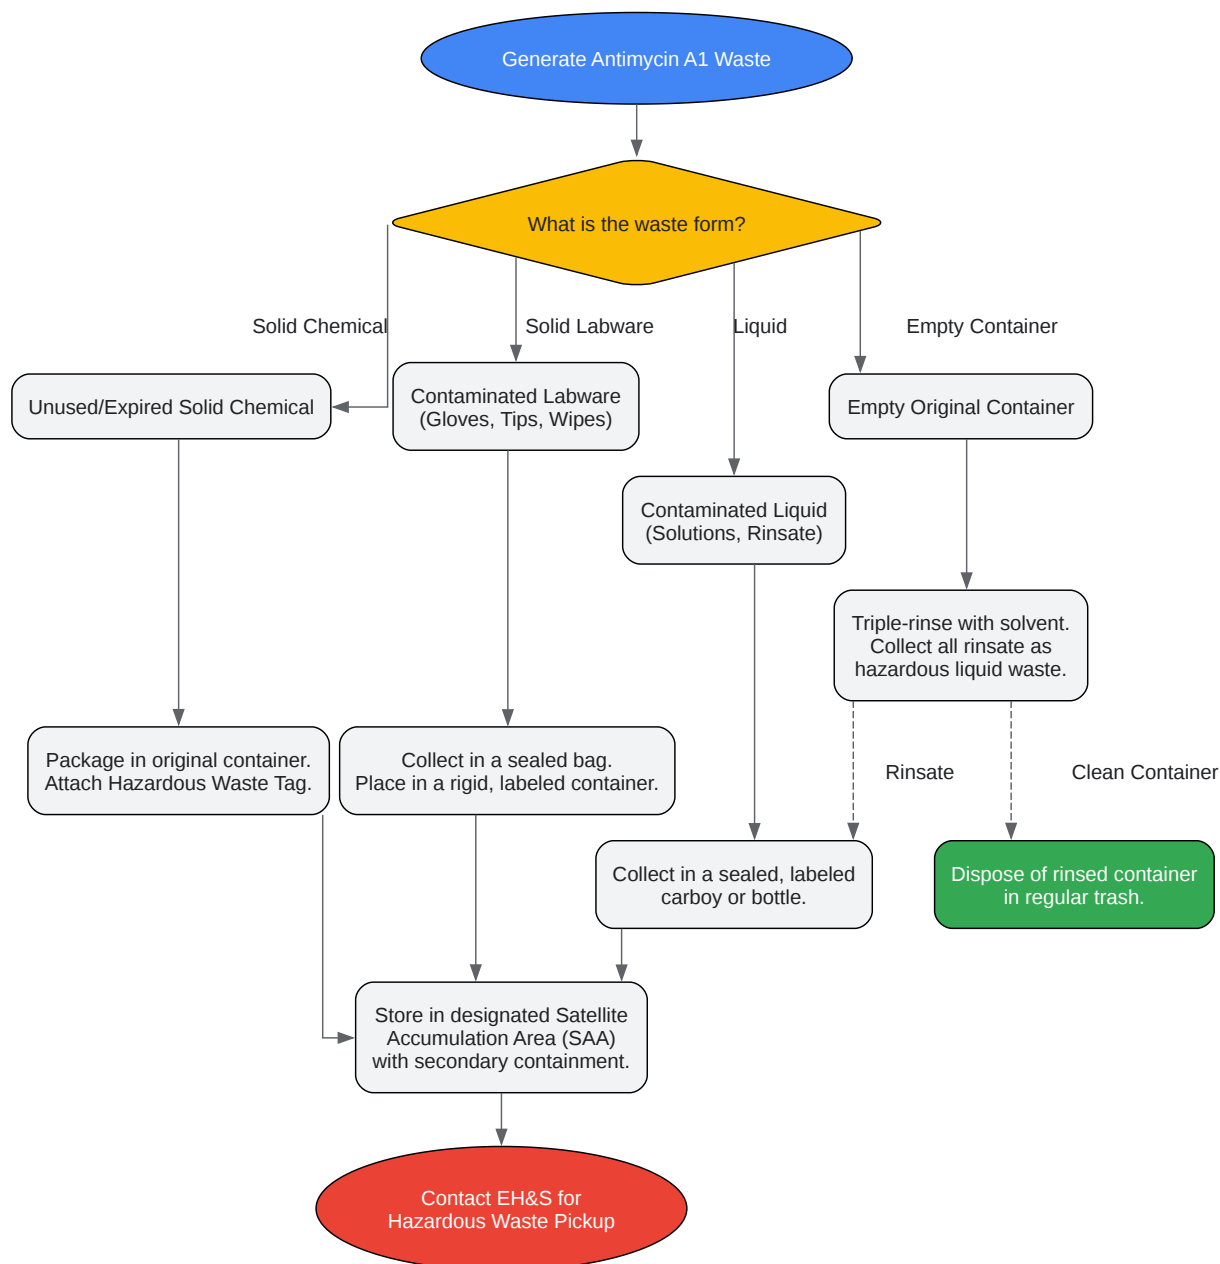 Generate Antimycin A1 Waste
What is the waste form?
Solid Chemical
Solid Labware
Liquid
Empty Container
Unused/Expired Solid Chemical
Contaminated Labware
(Gloves, Tips, Wipes)
Empty Original Container
Contaminated Liquid
(Solutions, Rinsate)
Triple-rinse with solvent.
Collect all rinsate as
hazardous liquid waste.
Package in original container.
Attach Hazardous Waste Tag.
Collect in a sealed bag.
Place in a rigid, labeled container.
Rinsate
Clean Container
Collect in a sealed, labeled
carboy or bottle.
Dispose of rinsed container
in regular trash.
Store in designated Satellite
Accumulation Area (SAA)
with secondary containment.
Contact EH&S for
Hazardous Waste Pickup